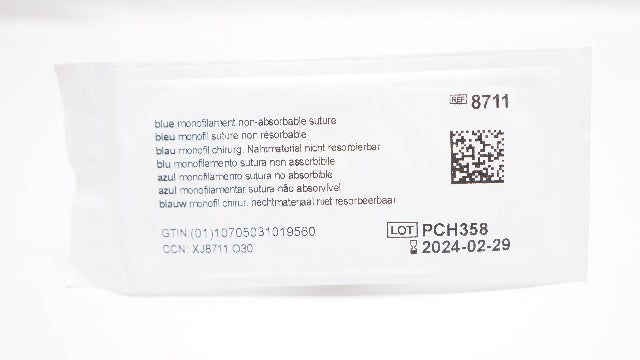 REF 8711
blue monofilament non-absorbable suture
bleu monofil suture non résorbable
blau monofil chirurg. Nahtmaterial nicht resorbierbar
blu monofilamento sutura non assorbibile
azul monofilamento sutura no absorbible
azul monofilamentar sutura não absorvível
blauw monofil chirur. hechtmateriaal niet resorbeerbaar
GTIN:(01)10705031019560
CCN: XJ8711.O30
LOT PCH358
2024-02-29